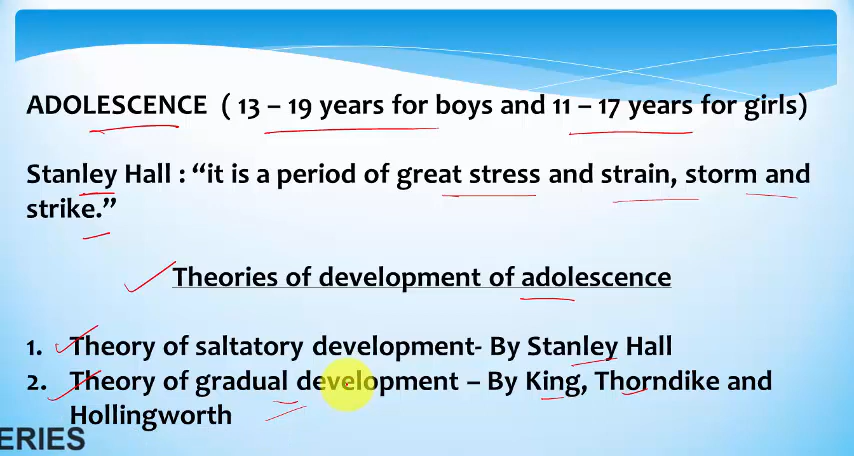 ADOLESCENCE ( 13 – 19 years for boys and 11 – 17 years for girls)
Stanley Hall : “it is a period of great stress and strain, storm and
strike.”
Theories of development of adolescence
1. Theory of saltatory development- By Stanley Hall
2. Theory of gradual development – By King, Thorndike and
Hollingworth
ERIES